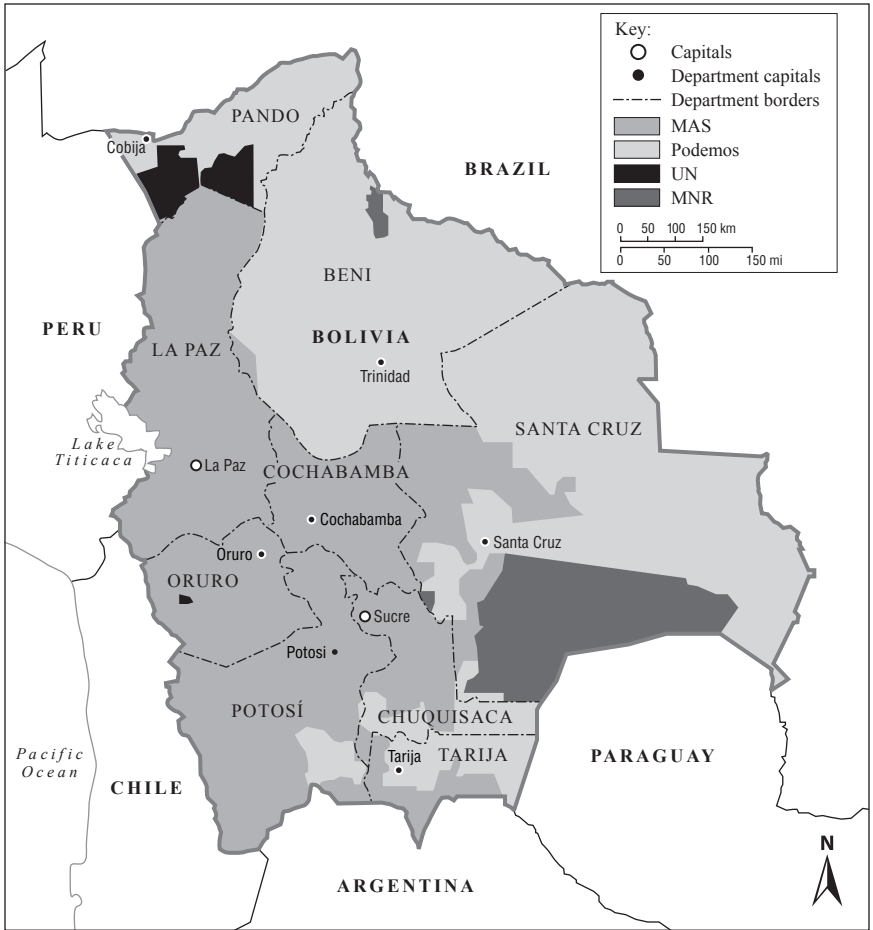 Key:
Capitals
Department capitals
Department borders
MAS
Podemos
UN
MNR
0 50 100 150 km
0 50 100 150 mi
PANDO
Cobija
BRAZIL
BENI
PERU
BOLIVIA
LA PAZ
Trinidad
SANTA CRUZ
Lake
Titicaca
La Paz
COCHABAMBA
Cochabamba
Santa Cruz
Oruro
ORURO
Sucre
Potosi
POTOSÍ
CHUQUISACA
Tarija
TARIJA
PARAGUAY
Pacific
Ocean
CHILE
N
ARGENTINA